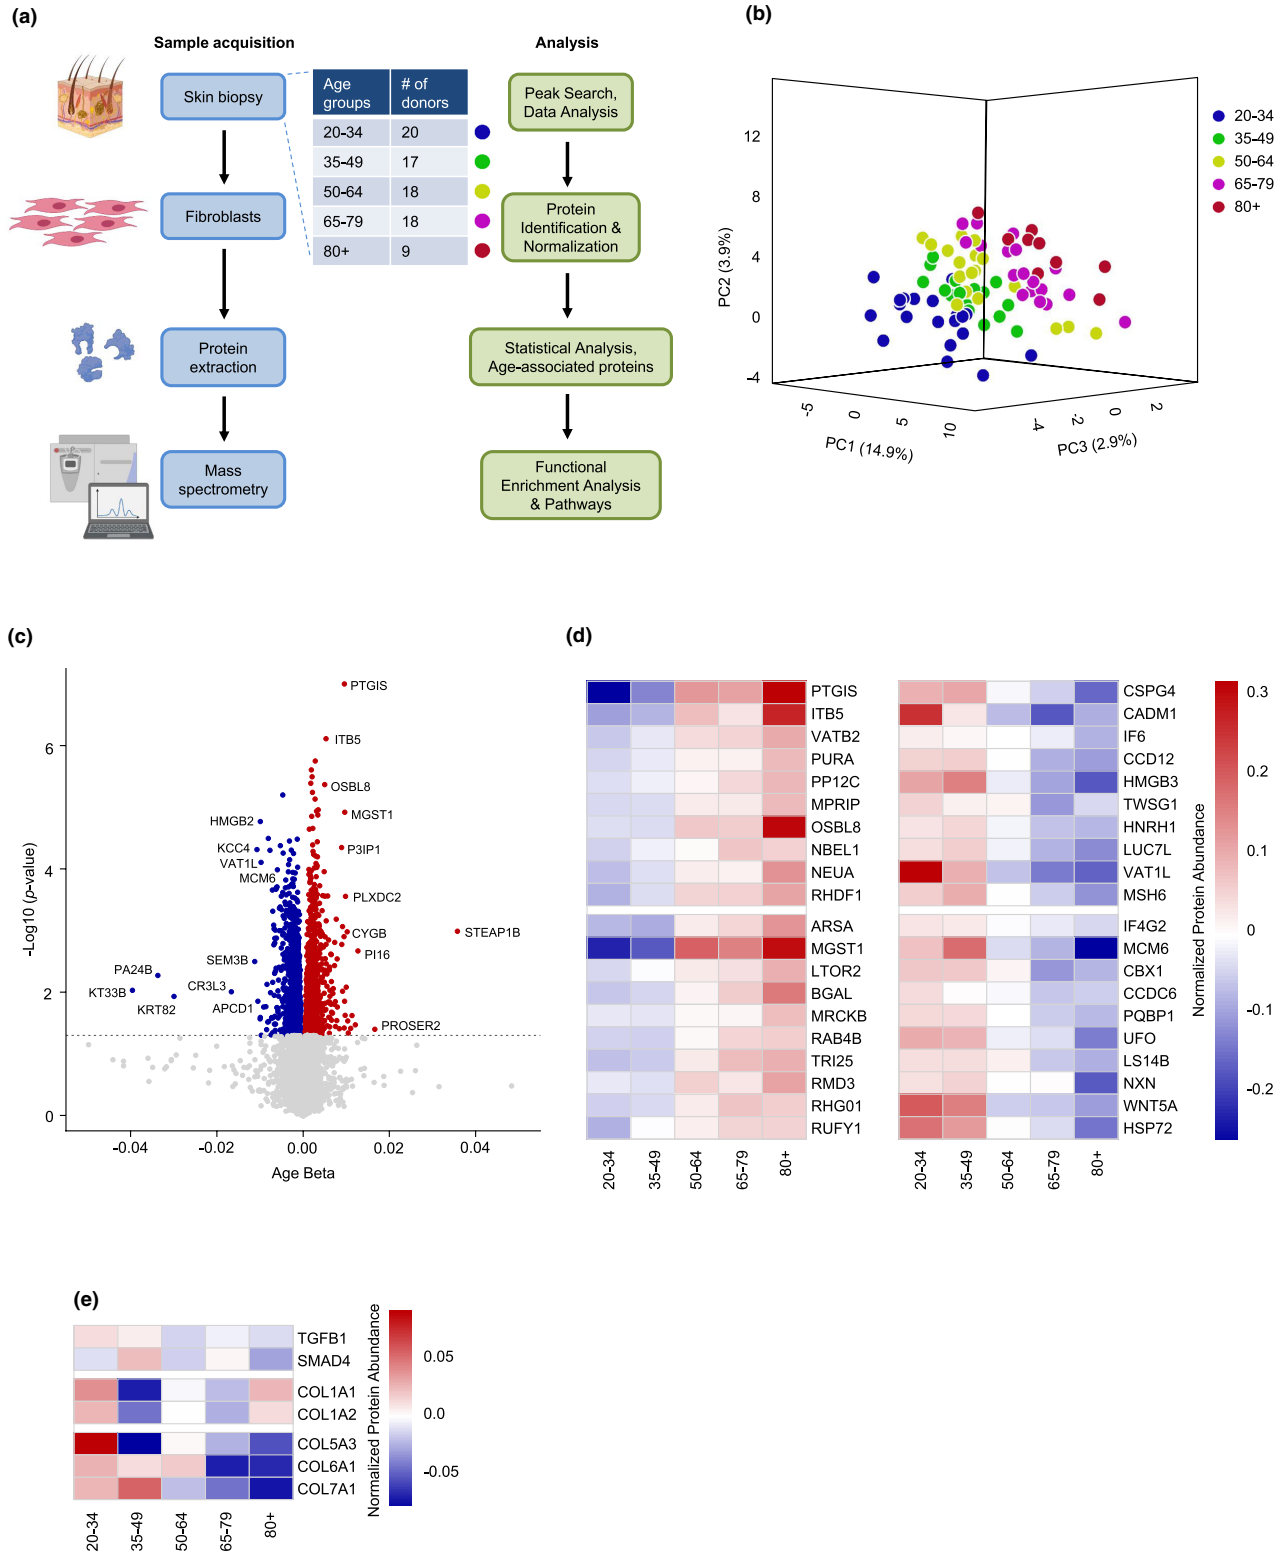 (a)
Sample acquisition
Analysis
Skin biopsy
Fibroblasts
Protein
extraction
Mass
spectrometry
Age
groups
# of
donors
20-34 20
35-49 17
50-64 18
65-79 18
80+ 9
Peak Search,
Data Analysis
Protein
Identification &
Normalization
Statistical Analysis,
Age-associated proteins
Functional
Enrichment Analysis
& Pathways
(b)
12
8
4
0
-4
PC2 (3.9%)
-5 0 5 10
PC1 (14.9%)
-4 -2 0 2
PC3 (2.9%)
20-34
35-49
50-64
65-79
80+
(c)
-Log10 (p-value)
6
4
2
0
-0.04 -0.02 0.00 0.02 0.04
Age Beta
PTGIS
ITB5
OSBL8
HMGB2
MGST1
KCC4
P3IP1
VAT1L
MCM6
PLXDC2
CYGB
STEAP1B
PI16
SEM3B
PA24B
CR3L3
KT33B
KRT82
APCD1
PROSER2
(d)
PTGIS
ITB5
VATB2
PURA
PP12C
MPRIP
OSBL8
NBEL1
NEUA
RHDF1
ARSA
MGST1
LTOR2
BGAL
MRCKB
RAB4B
TRI25
RMD3
RHG01
RUFY1
20-34 35-49 50-64 65-79 80+
CSPG4
CADM1
IF6
CCD12
HMGB3
TWSG1
HNRH1
LUC7L
VAT1L
MSH6
IF4G2
MCM6
CBX1
CCDC6
PQBP1
UFO
LS14B
NXN
WNT5A
HSP72
20-34 35-49 50-64 65-79 80+
Normalized Protein Abundance
0.3
0.2
0.1
0
-0.1
-0.2
(e)
TGFB1
SMAD4
COL1A1
COL1A2
COL5A3
COL6A1
COL7A1
20-34 35-49 50-64 65-79 80+
Normalized Protein Abundance
0.05
0.0
-0.05